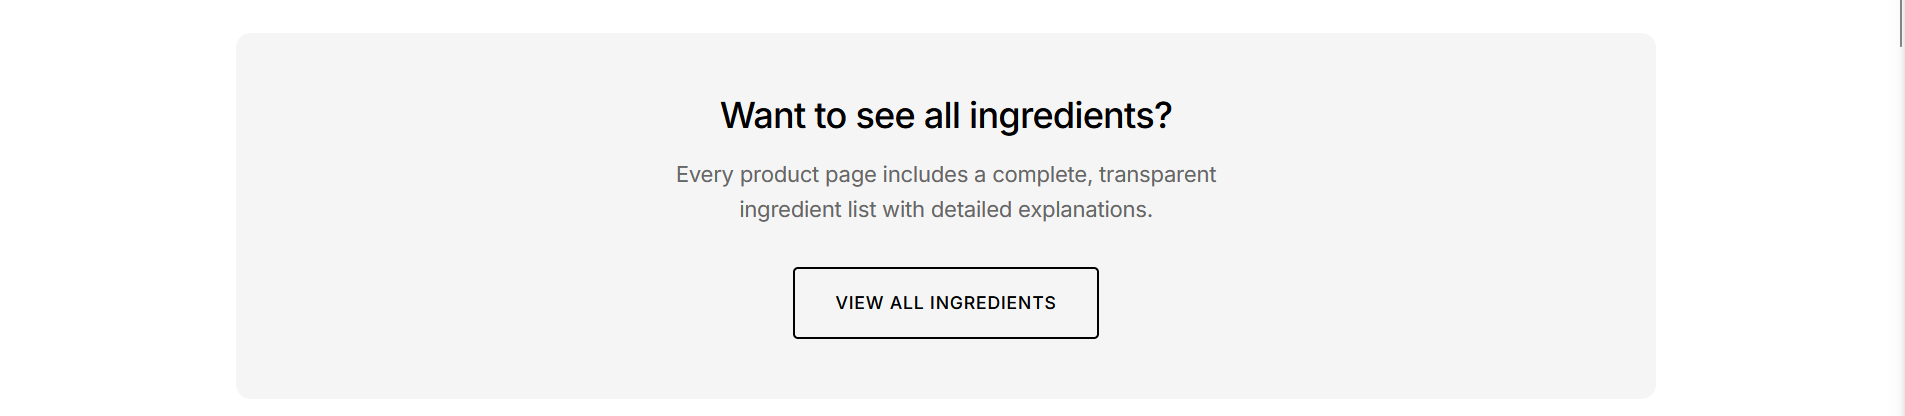 Want to see all ingredients?
Every product page includes a complete, transparent
ingredient list with detailed explanations.
VIEW ALL INGREDIENTS